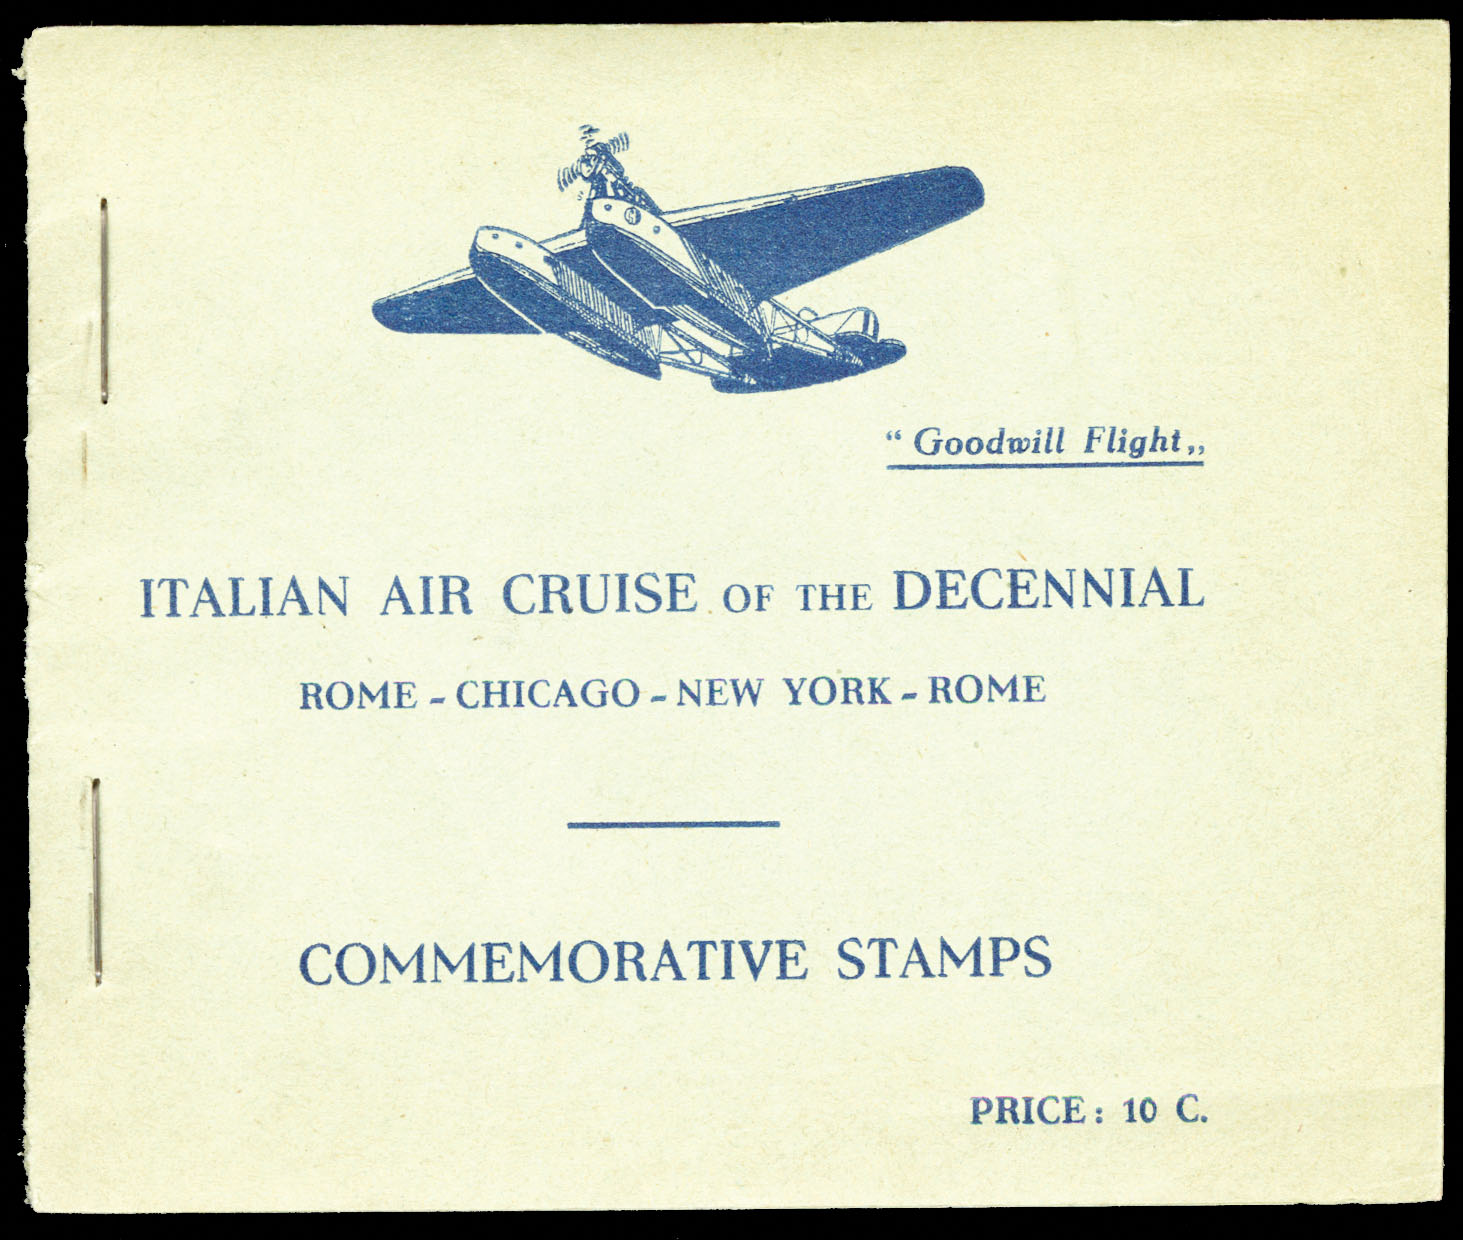 “ Goodwill Flight „
ITALIAN AIR CRUISE OF THE DECENNIAL
ROME - CHICAGO - NEW YORK - ROME
COMMEMORATIVE STAMPS
PRICE: 10 C.